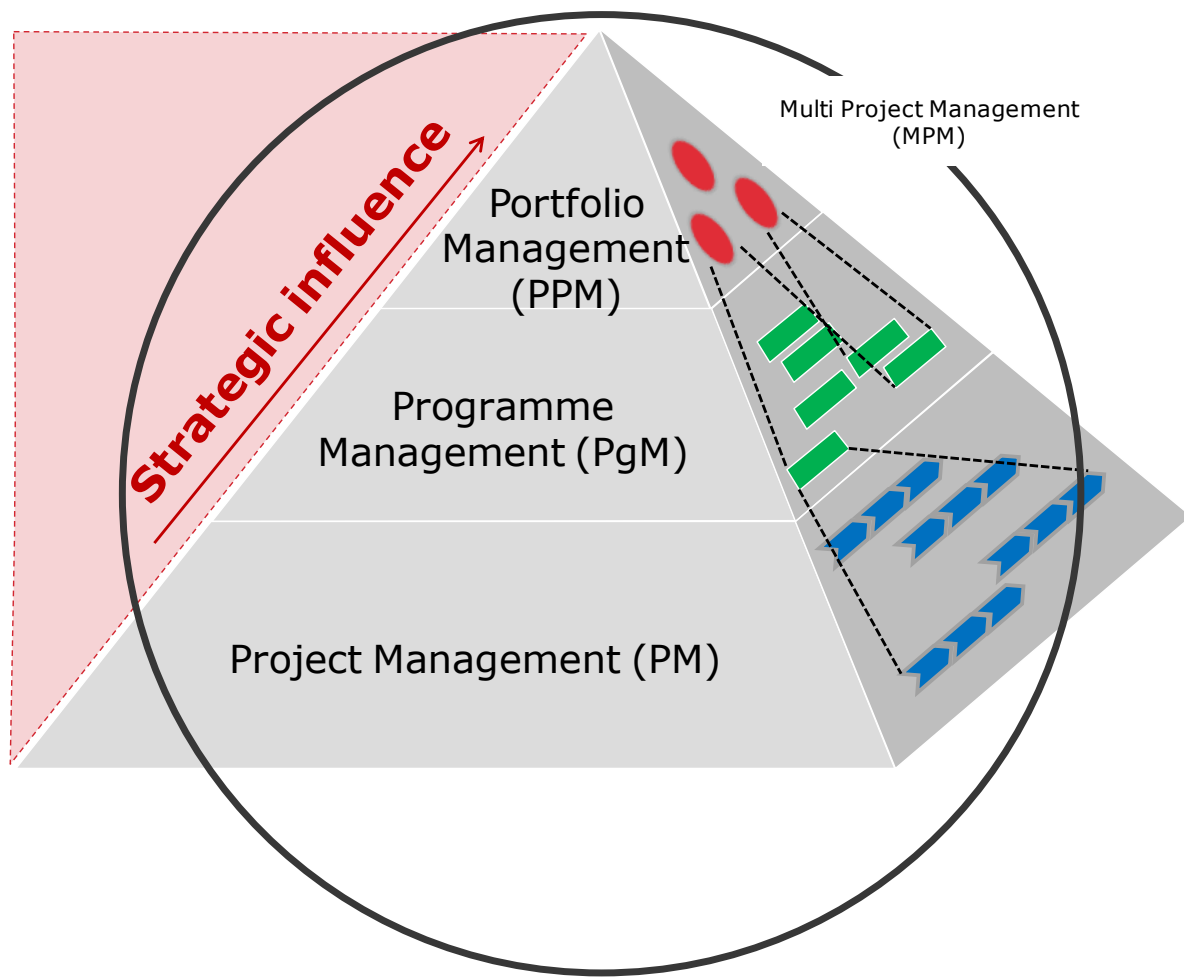 Strategic influence
Multi Project Management
(MPM)
Portfolio
Management
(PPM)
Programme
Management (PgM)
Project Management (PM)